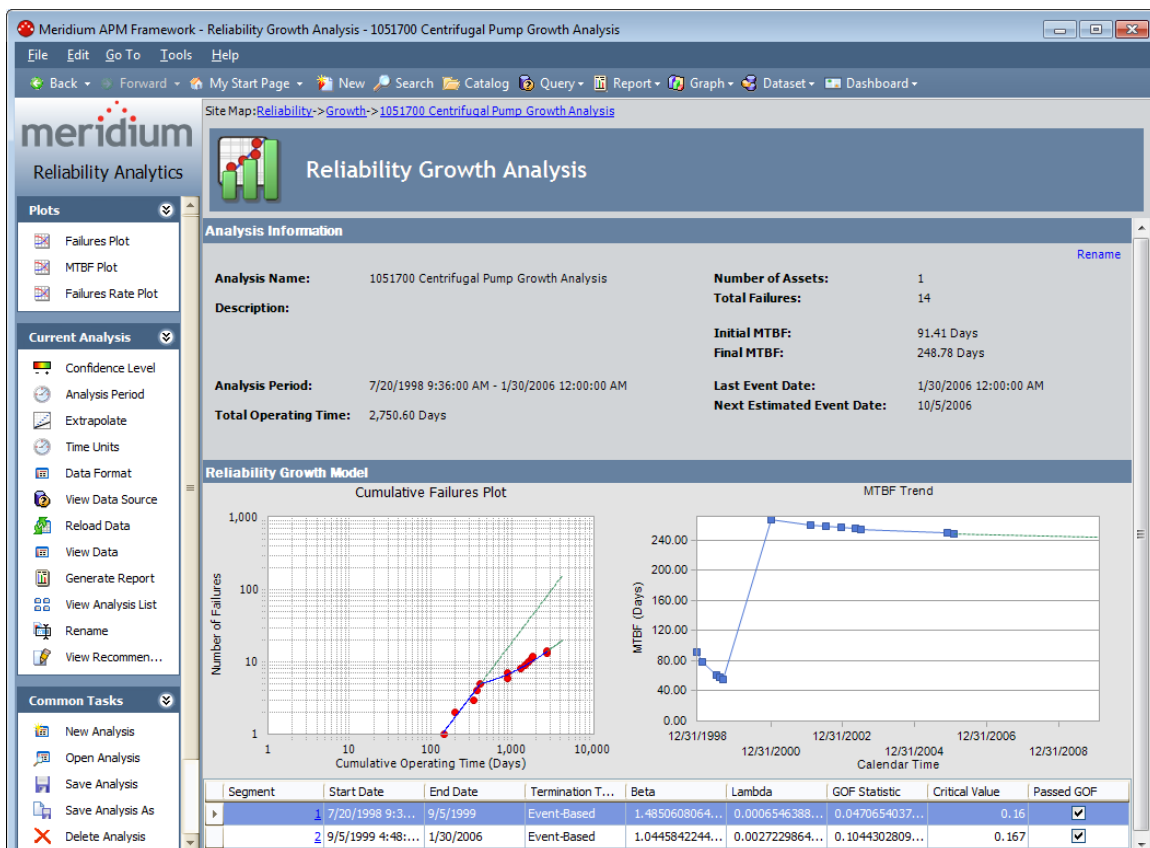 Meridium APM Framework - Reliability Growth Analysis - 1051700 Centrifugal Pump Growth Analysis
File Edit Go To Tools Help
Back Forward My Start Page New Search Catalog Query Report Graph Dataset Dashboard
meridium
Reliability Analytics
Plots
Failures Plot
MTBF Plot
Failures Rate Plot
Current Analysis
Confidence Level
Analysis Period
Extrapolate
Time Units
Data Format
View Data Source
Reload Data
View Data
Generate Report
View Analysis List
Rename
View Recommen...
Common Tasks
New Analysis
Open Analysis
Save Analysis
Save Analysis As
Delete Analysis
Site Map:Reliability->Growth->1051700 Centrifugal Pump Growth Analysis
Reliability Growth Analysis
Analysis Information
Rename
Analysis Name: 1051700 Centrifugal Pump Growth Analysis
Description:
Analysis Period: 7/20/1998 9:36:00 AM - 1/30/2006 12:00:00 AM
Total Operating Time: 2,750.60 Days
Number of Assets: 1
Total Failures: 14
Initial MTBF: 91.41 Days
Final MTBF: 248.78 Days
Last Event Date: 1/30/2006 12:00:00 AM
Next Estimated Event Date: 10/5/2006
Reliability Growth Model
Cumulative Failures Plot
Number of Failures
1,000
100
10
1
1 10 100 1,000 10,000
Cumulative Operating Time (Days)
MTBF Trend
MTBF (Days)
240.00
200.00
160.00
120.00
80.00
40.00
0.00
12/31/1998 12/31/2002 12/31/2006
12/31/2000 12/31/2004 12/31/2008
Calendar Time
Segment Start Date End Date Termination T... Beta Lambda GOF Statistic Critical Value Passed GOF
1 7/20/1998 9:3... 9/5/1999 Event-Based 1.4850608064... 0.0006546388... 0.0470654037... 0.16
2 9/5/1999 4:48:... 1/30/2006 Event-Based 1.0445842244... 0.0027229864... 0.1044302809... 0.167